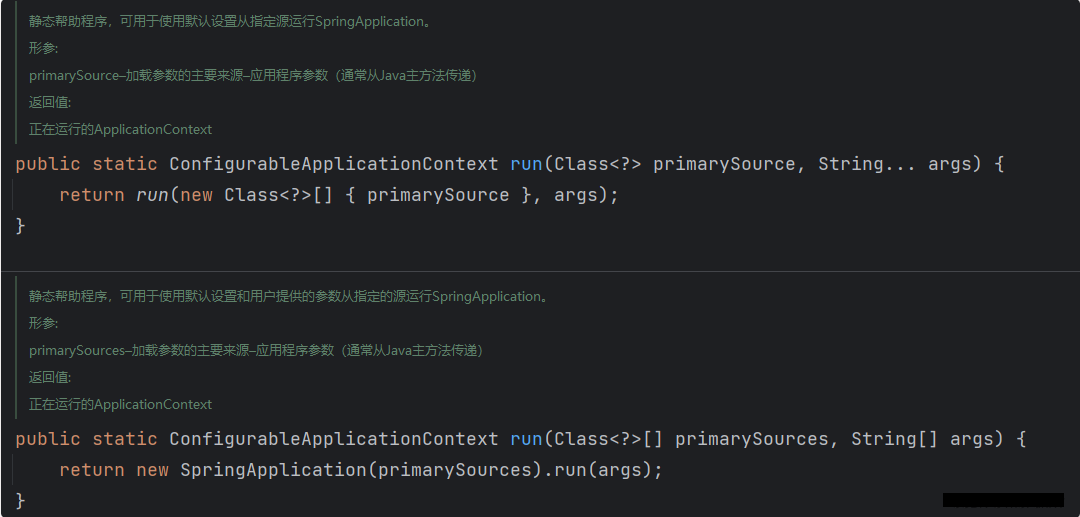 静态帮助程序，可用于使用默认设置从指定源运行SpringApplication。
形参:
primarySource–加载参数的主要来源–应用程序参数（通常从Java主方法传递）
返回值:
正在运行的ApplicationContext
public static ConfigurableApplicationContext run(Class<?> primarySource, String... args) {
    return run(new Class<?>[] { primarySource }, args);
}
静态帮助程序，可用于使用默认设置和用户提供的参数从指定的源运行SpringApplication。
形参:
primarySources–加载参数的主要来源–应用程序参数（通常从Java主方法传递）
返回值:
正在运行的ApplicationContext
public static ConfigurableApplicationContext run(Class<?>[] primarySources, String[] args) {
    return new SpringApplication(primarySources).run(args);
}